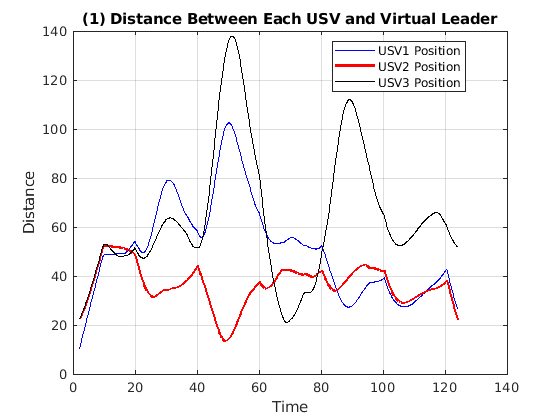 (1) Distance Between Each USV and Virtual Leader
140
120
100
80
60
40
20
0
Distance
USV1 Position
USV2 Position
USV3 Position
0 20 40 60 80 100 120 140
Time